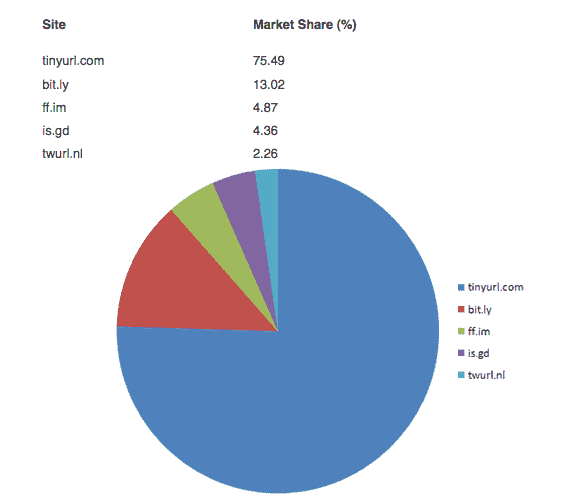 Site Market Share (%)
tinyurl.com 75.49
bit.ly 13.02
ff.im 4.87
is.gd 4.36
twurl.nl 2.26
tinyurl.com
bit.ly
ff.im
is.gd
twurl.nl